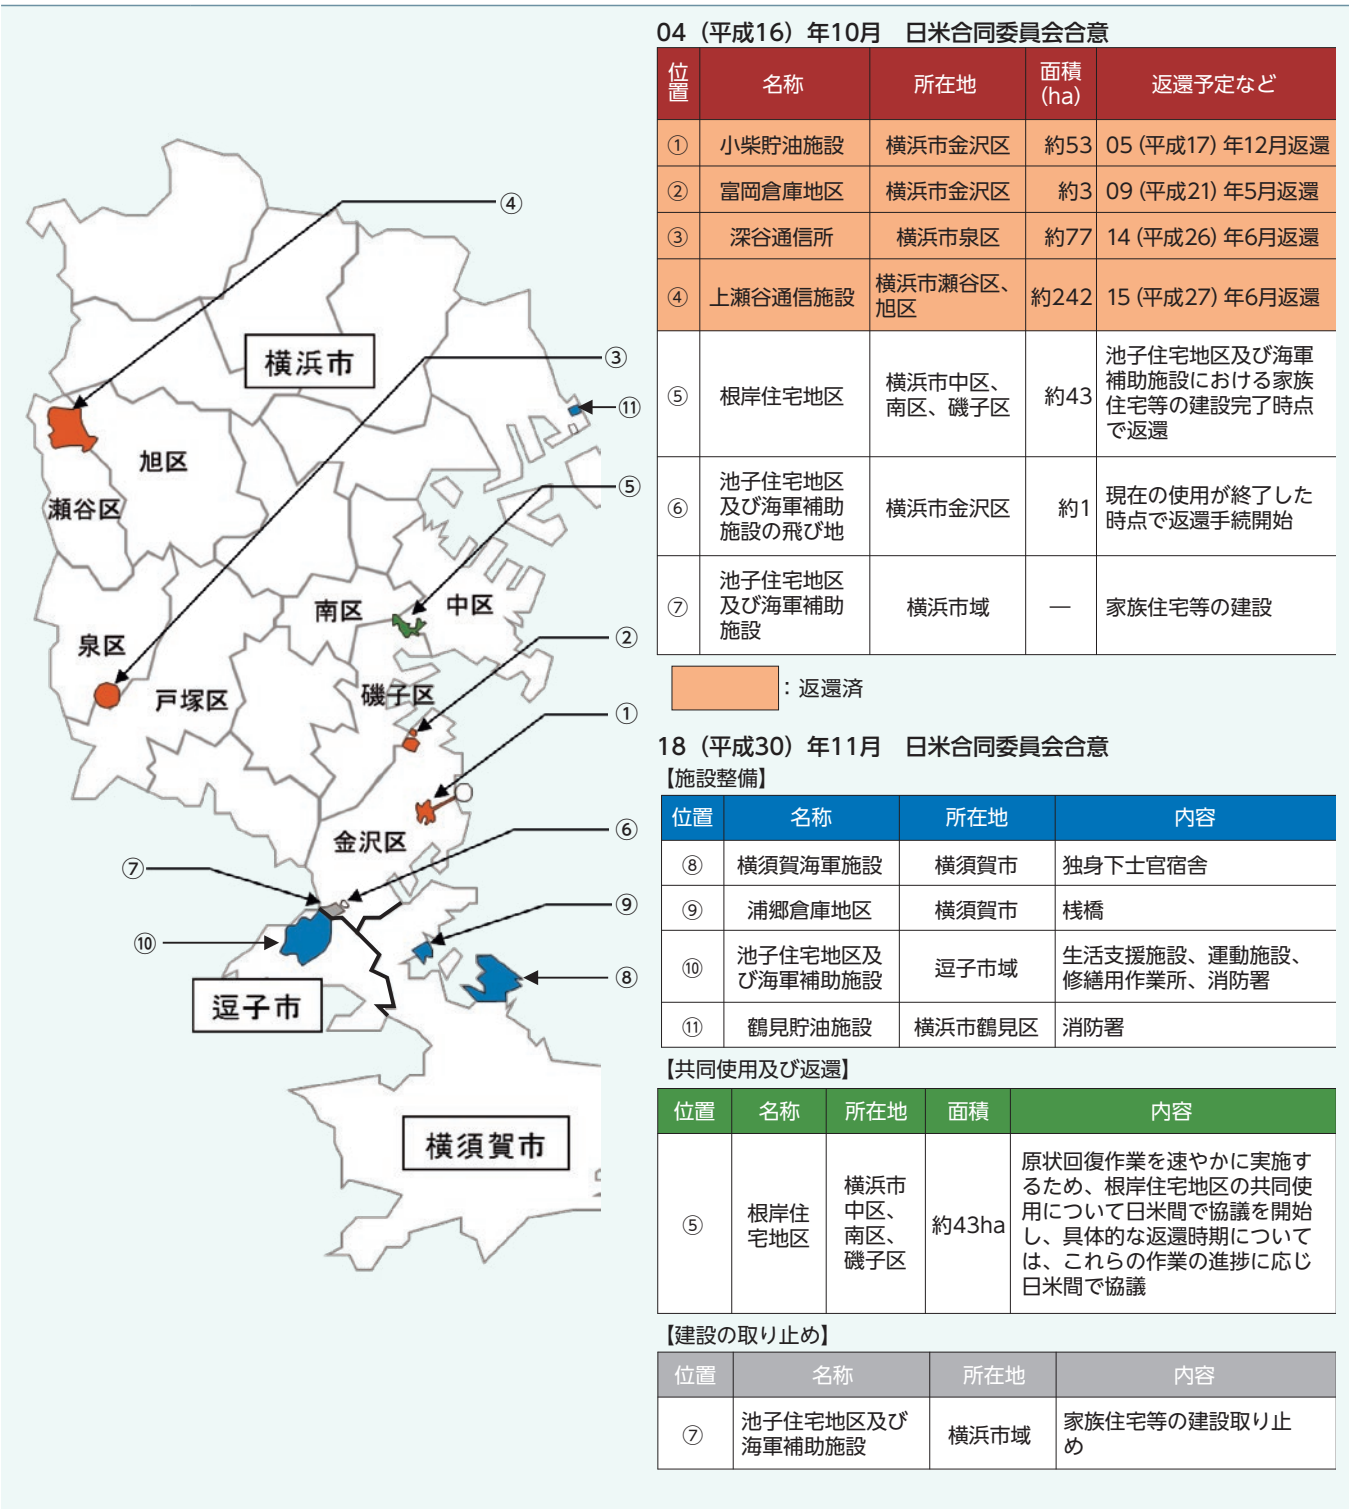 04（平成16）年10月　日米合同委員会合意
位置 名称 所在地 面積(ha) 返還予定など
① 小柴貯油施設 横浜市金沢区 約53 05（平成17）年12月返還
② 富岡倉庫地区 横浜市金沢区 約3 09（平成21）年5月返還
③ 深谷通信所 横浜市泉区 約77 14（平成26）年6月返還
④ 上瀬谷通信施設 横浜市瀬谷区、旭区 約242 15（平成27）年6月返還
⑤ 根岸住宅地区 横浜市中区、南区、磯子区 約43 池子住宅地区及び海軍補助施設における家族住宅等の建設完了時点で返還
⑥ 池子住宅地区及び海軍補助施設の飛び地 横浜市金沢区 約1 現在の使用が終了した時点で返還手続開始
⑦ 池子住宅地区及び海軍補助施設 横浜市域 ― 家族住宅等の建設
：返還済
18（平成30）年11月　日米合同委員会合意
【施設整備】
位置 名称 所在地 内容
⑧ 横須賀海軍施設 横須賀市 独身下士官宿舎
⑨ 浦郷倉庫地区 横須賀市 桟橋
⑩ 池子住宅地区及び海軍補助施設 逗子市域 生活支援施設、運動施設、修繕用作業所、消防署
⑪ 鶴見貯油施設 横浜市鶴見区 消防署
【共同使用及び返還】
位置 名称 所在地 面積 内容
⑤ 根岸住宅地区 横浜市中区、南区、磯子区 約43ha 原状回復作業を速やかに実施するため、根岸住宅地区の共同使用について日米間で協議を開始し、具体的な返還時期については、これらの作業の進捗に応じ日米間で協議
【建設の取り止め】
位置 名称 所在地 内容
⑦ 池子住宅地区及び海軍補助施設 横浜市域 家族住宅等の建設取り止め
④
③
横浜市
⑪
旭区
瀬谷区
⑤
南区
中区
②
泉区
戸塚区
磯子区
①
金沢区
⑥
⑦
⑨
⑩
⑧
逗子市
横須賀市